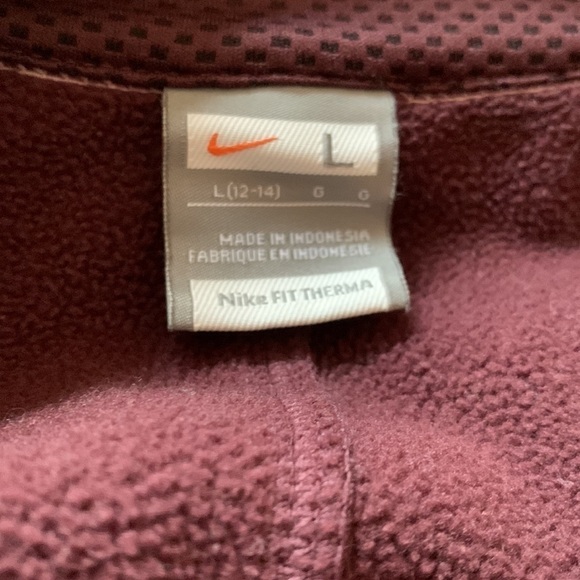 L
L(12-14) G G
MADE IN INDONESIA
FABRIQUE EN INDONESIE
Nike FIT THERMA